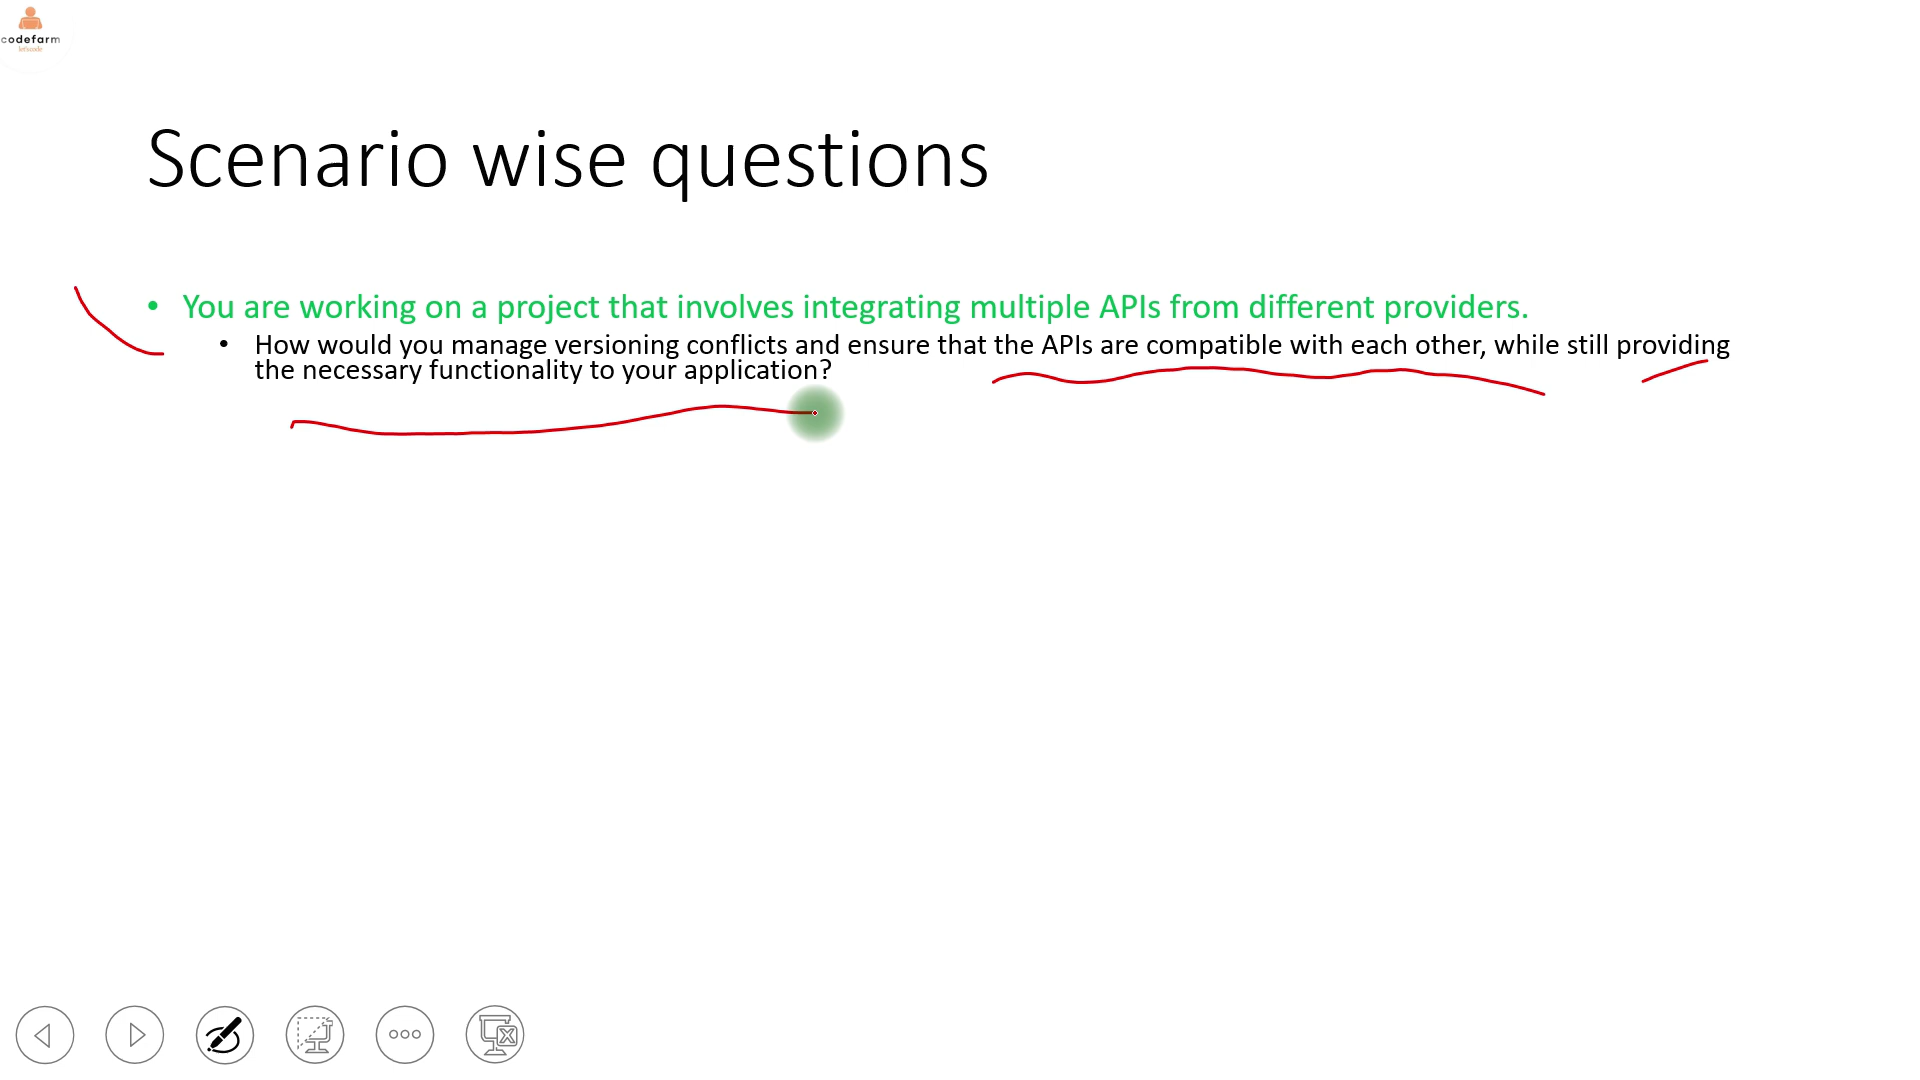 codefarm
let'scode
Scenario wise questions
• You are working on a project that involves integrating multiple APIs from different providers.
• How would you manage versioning conflicts and ensure that the APIs are compatible with each other, while still providing
the necessary functionality to your application?